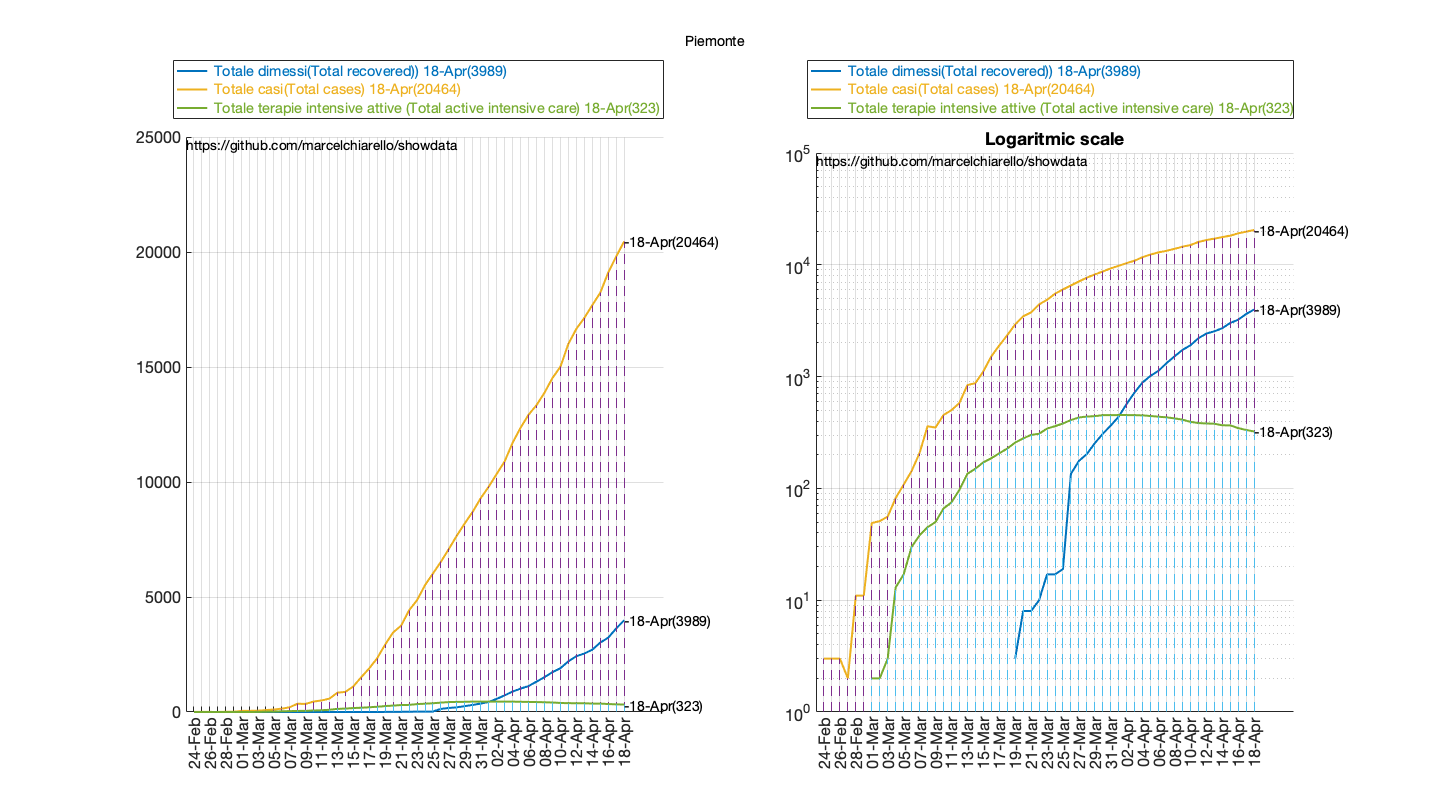 Piemonte
Totale dimessi(Total recovered)) 18-Apr(3989)
Totale casi(Total cases) 18-Apr(20464)
Totale terapie intensive attive (Total active intensive care) 18-Apr(323)
25000
https://github.com/marcelchiarello/showdata
20000
15000
10000
5000
0
18-Apr(20464)
18-Apr(3989)
18-Apr(323)
24-Feb
26-Feb
28-Feb
01-Mar
03-Mar
05-Mar
07-Mar
09-Mar
11-Mar
13-Mar
15-Mar
17-Mar
19-Mar
21-Mar
23-Mar
25-Mar
27-Mar
29-Mar
31-Mar
02-Apr
04-Apr
06-Apr
08-Apr
10-Apr
12-Apr
14-Apr
16-Apr
18-Apr
Totale dimessi(Total recovered)) 18-Apr(3989)
Totale casi(Total cases) 18-Apr(20464)
Totale terapie intensive attive (Total active intensive care) 18-Apr(323)
Logaritmic scale
10^5
https://github.com/marcelchiarello/showdata
10^4
10^3
10^2
10^1
10^0
18-Apr(20464)
18-Apr(3989)
18-Apr(323)
24-Feb
26-Feb
28-Feb
01-Mar
03-Mar
05-Mar
07-Mar
09-Mar
11-Mar
13-Mar
15-Mar
17-Mar
19-Mar
21-Mar
23-Mar
25-Mar
27-Mar
29-Mar
31-Mar
02-Apr
04-Apr
06-Apr
08-Apr
10-Apr
12-Apr
14-Apr
16-Apr
18-Apr